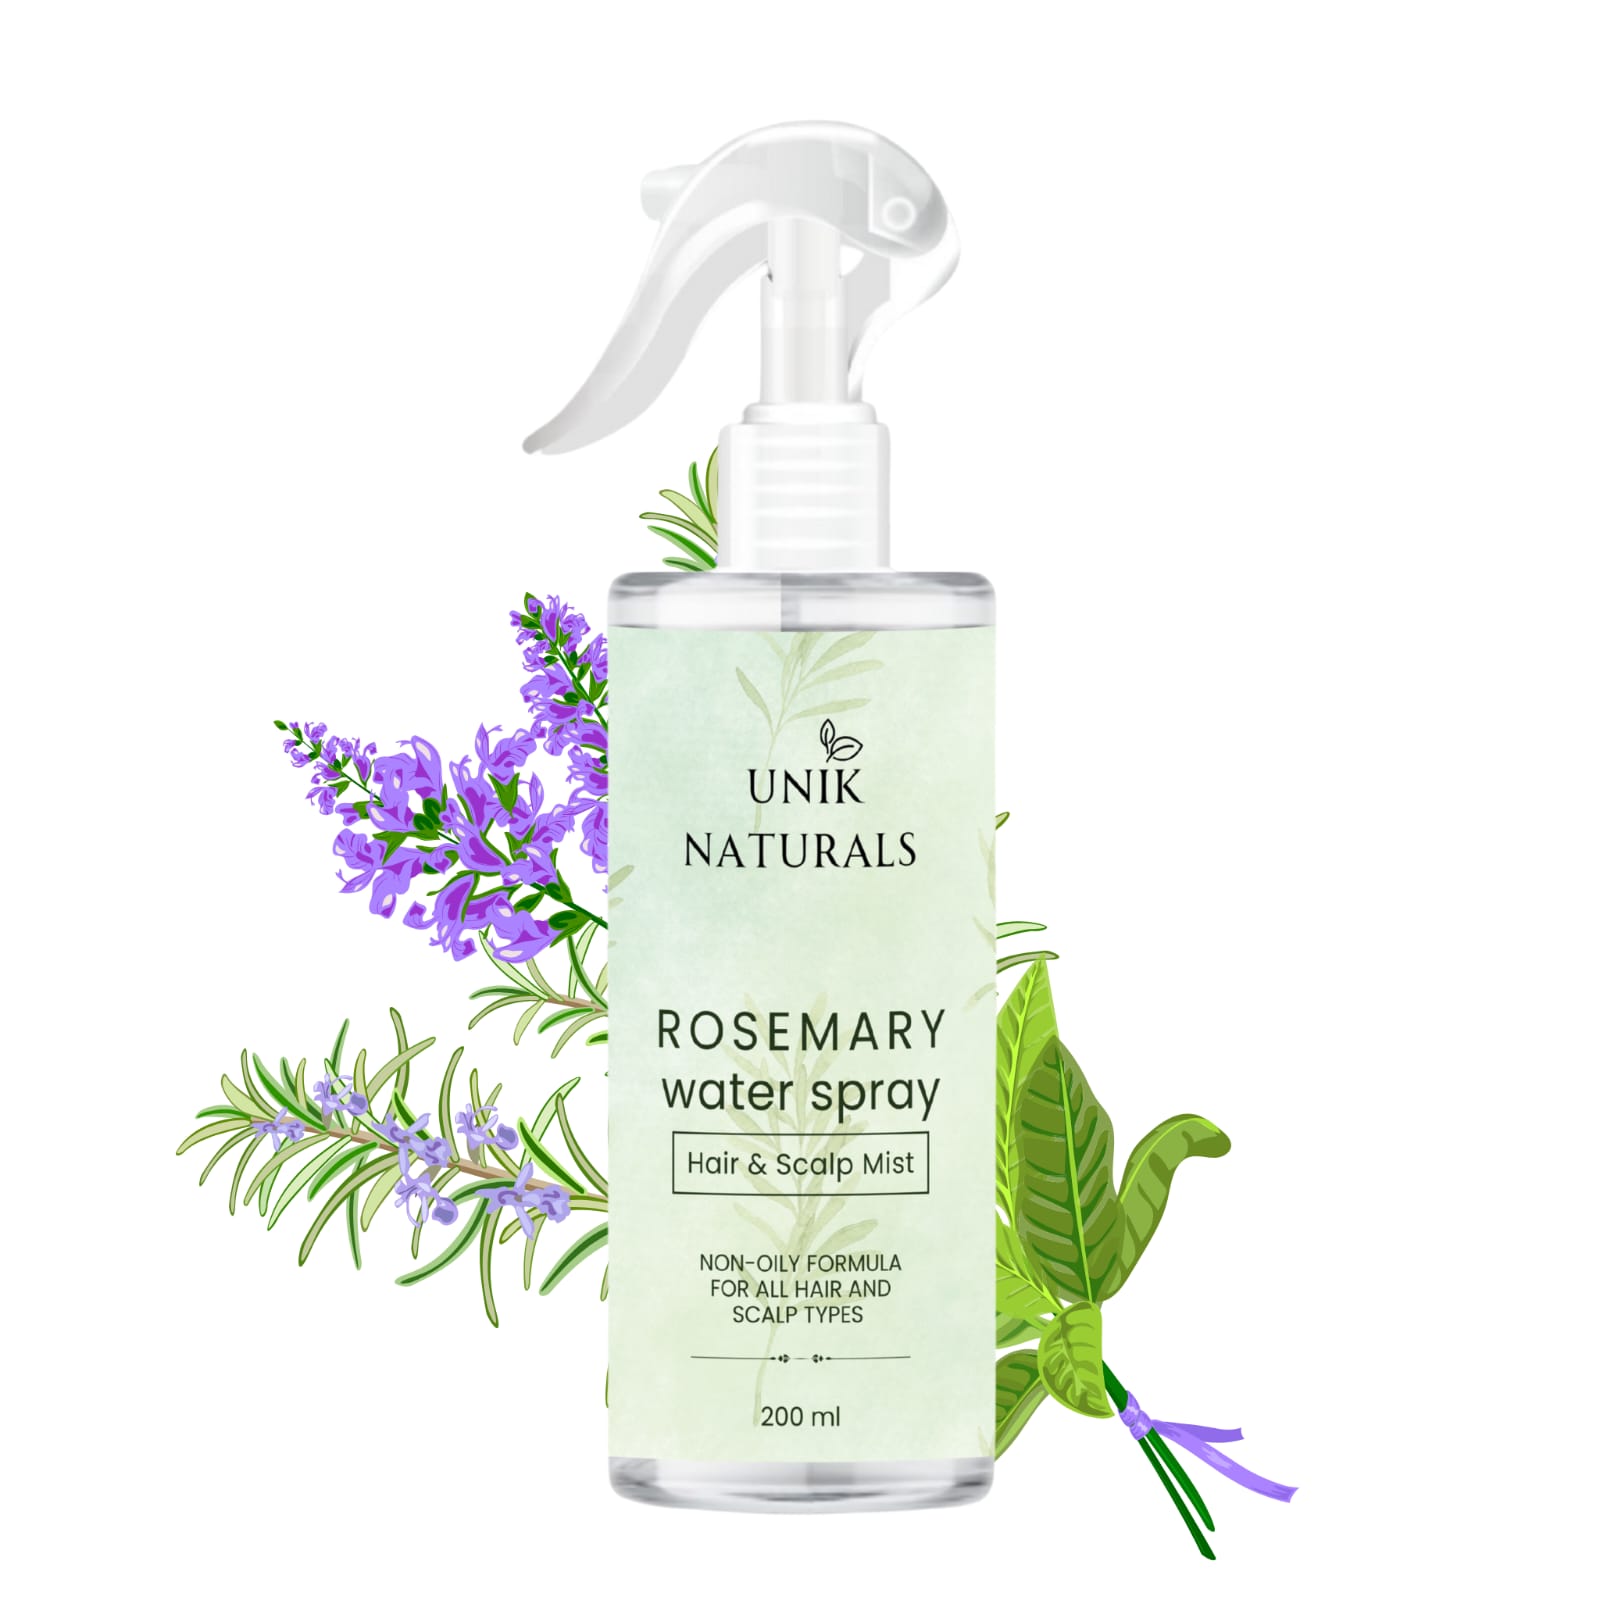 UNIK
NATURALS
ROSEMARY
water spray
Hair & Scalp Mist
NON-OILY FORMULA
FOR ALL HAIR AND
SCALP TYPES
200 ml